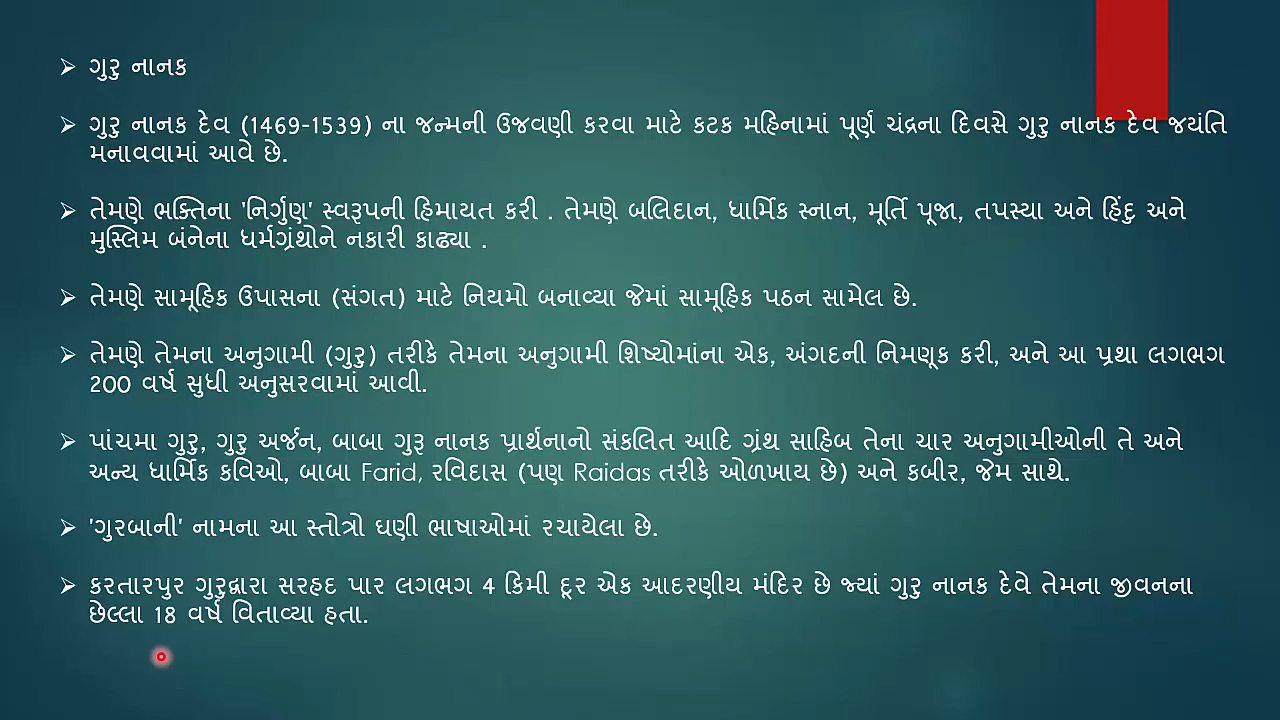 ➢ ગુરુ નાનક
➢ ગુરુ નાનક દેવ (1469-1539) ના જન્મની ઉજવણી કરવા માટે કટક મહિનામાં પૂર્ણ ચંદ્રના દિવસે ગુરુ નાનક દેવ જયંતિ
મનાવવામાં આવે છે.
➢ તેમણે ભક્તિના 'નિર્ગુણ' સ્વરૂપની હિમાયત કરી . તેમણે બલિદાન, ધાર્મિક સ્નાન, મૂર્તિ પૂજા, તપસ્યા અને હિંદુ અને
મુસ્લિમ બંનેના ધર્મગ્રંથોને નકારી કાઢ્યા .
➢ તેમણે સામૂહિક ઉપાસના (સંગત) માટે નિયમો બનાવ્યા જેમાં સામૂહિક પઠન સામેલ છે.
➢ તેમણે તેમના અનુગામી (ગુરુ) તરીકે તેમના અનુગામી શિષ્યોમાંના એક, અંગદની નિમણૂક કરી, અને આ પ્રથા લગભગ
200 વર્ષ સુધી અનુસરવામાં આવી.
➢ પાંચમા ગુરુ, ગુરુ અર્જન, બાબા ગુરૂ નાનક પ્રાર્થનાનો સંકલિત આદિ ગ્રંથ સાહિબ તેના ચાર અનુગામીઓની તે અને
અન્ય ધાર્મિક કવિઓ, બાબા Farid, રવિદાસ (પણ Raidas તરીકે ઓળખાય છે) અને કબીર, જેમ સાથે.
➢ 'ગુરબાની' નામના આ સ્તોત્રો ઘણી ભાષાઓમાં રચાયેલા છે.
➢ કરતારપુર ગુરુદ્વારા સરહદ પાર લગભગ 4 કિમી દૂર એક આદરણીય મંદિર છે જ્યાં ગુરુ નાનક દેવે તેમના જીવનના
છેલ્લા 18 વર્ષ વિતાવ્યા હતા.